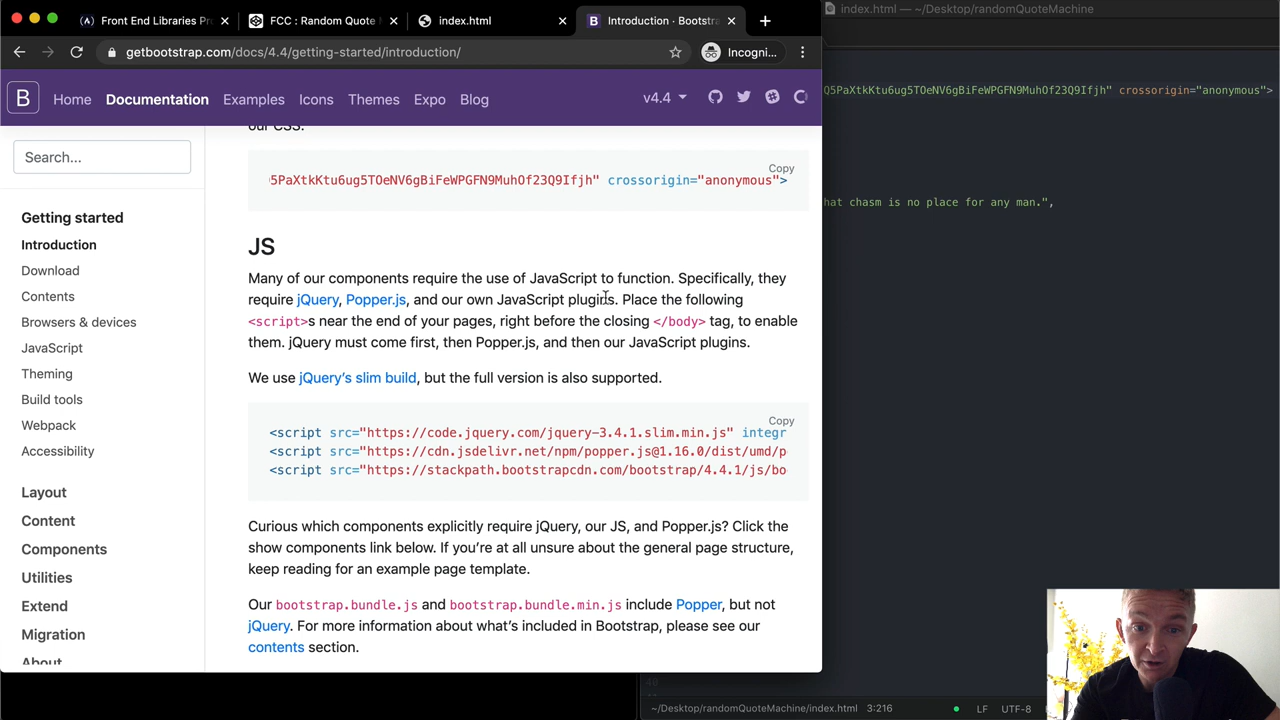 Front End Libraries Pr
FCC : Random Quote
index.html
Introduction · Bootstra
index.html — ~/Desktop/randomQuoteMachine
getbootstrap.com/docs/4.4/getting-started/introduction/
Incogni...
B Home Documentation Examples Icons Themes Expo Blog v4.4
Q5PaXtkKtu6ug5TOeNV6gBiFeWPGFN9MuhOf23Q9Ifjh" crossorigin="anonymous">
our CSS.
Search...
Copy
5PaXtkKtu6ug5TOeNV6gBiFeWPGFN9MuhOf23Q9Ifjh" crossorigin="anonymous">
hat chasm is no place for any man.",
Getting started
Introduction
Download
Contents
Browsers & devices
JavaScript
Theming
Build tools
Webpack
Accessibility
Layout
Content
Components
Utilities
Extend
Migration
About
JS
Many of our components require the use of JavaScript to function. Specifically, they
require jQuery, Popper.js, and our own JavaScript plugins. Place the following
<script>s near the end of your pages, right before the closing </body> tag, to enable
them. jQuery must come first, then Popper.js, and then our JavaScript plugins.
We use jQuery's slim build, but the full version is also supported.
Copy
<script src="https://code.jquery.com/jquery-3.4.1.slim.min.js" integr
<script src="https://cdn.jsdelivr.net/npm/popper.js@1.16.0/dist/umd/p
<script src="https://stackpath.bootstrapcdn.com/bootstrap/4.4.1/js/bo
Curious which components explicitly require jQuery, our JS, and Popper.js? Click the
show components link below. If you're at all unsure about the general page structure,
keep reading for an example page template.
Our bootstrap.bundle.js and bootstrap.bundle.min.js include Popper, but not
jQuery. For more information about what's included in Bootstrap, please see our
contents section.
40
~/Desktop/randomQuoteMachine/index.html 3:216
LF UTF-8